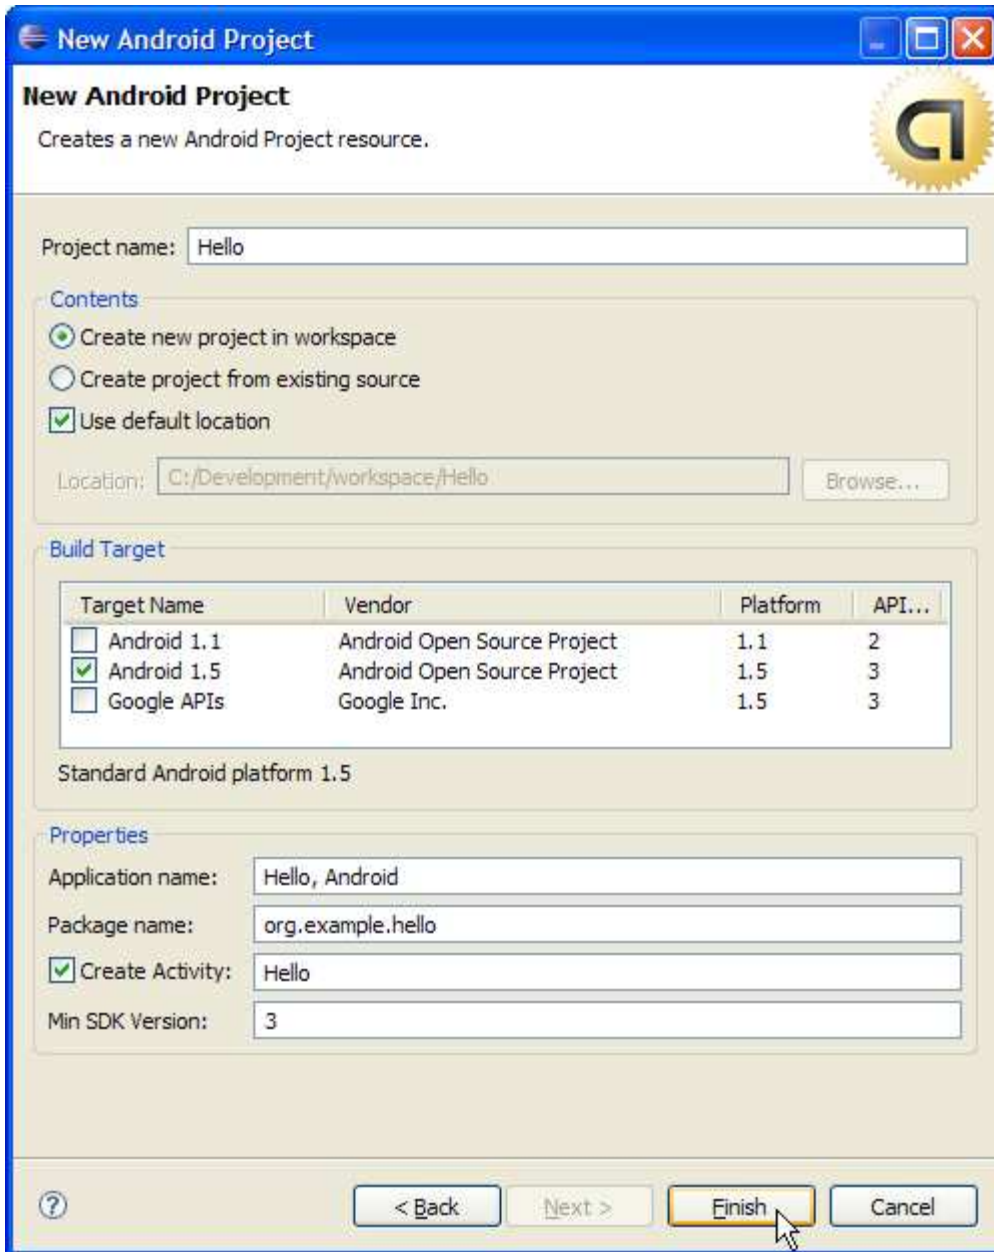 New Android Project
New Android Project
Creates a new Android Project resource.
Project name: Hello
Contents
Create new project in workspace
Create project from existing source
Use default location
Location: C:/Development/workspace/Hello Browse...
Build Target
Target Name Vendor Platform API...
Android 1.1 Android Open Source Project 1.1 2
Android 1.5 Android Open Source Project 1.5 3
Google APIs Google Inc. 1.5 3
Standard Android platform 1.5
Properties
Application name: Hello, Android
Package name: org.example.hello
Create Activity: Hello
Min SDK Version: 3
? < Back Next > Finish Cancel